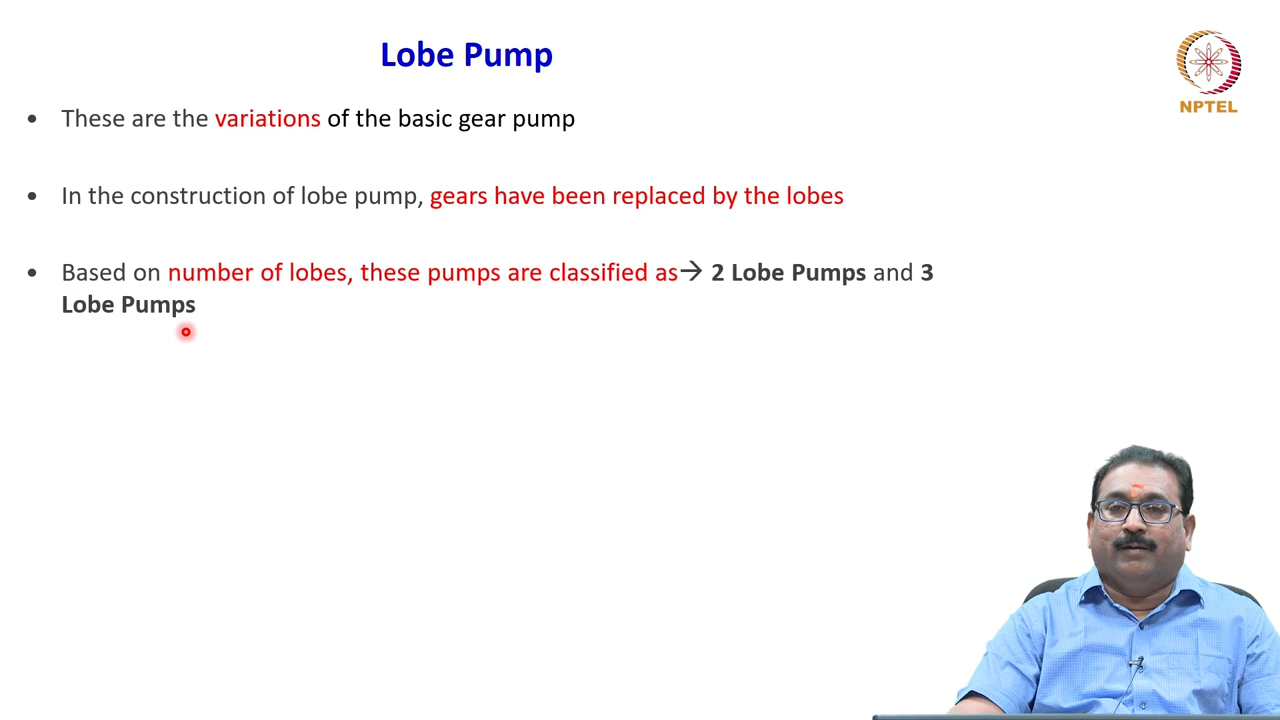 Lobe Pump
NPTEL
• These are the variations of the basic gear pump
• In the construction of lobe pump, gears have been replaced by the lobes
• Based on number of lobes, these pumps are classified as→ 2 Lobe Pumps and 3
Lobe Pumps